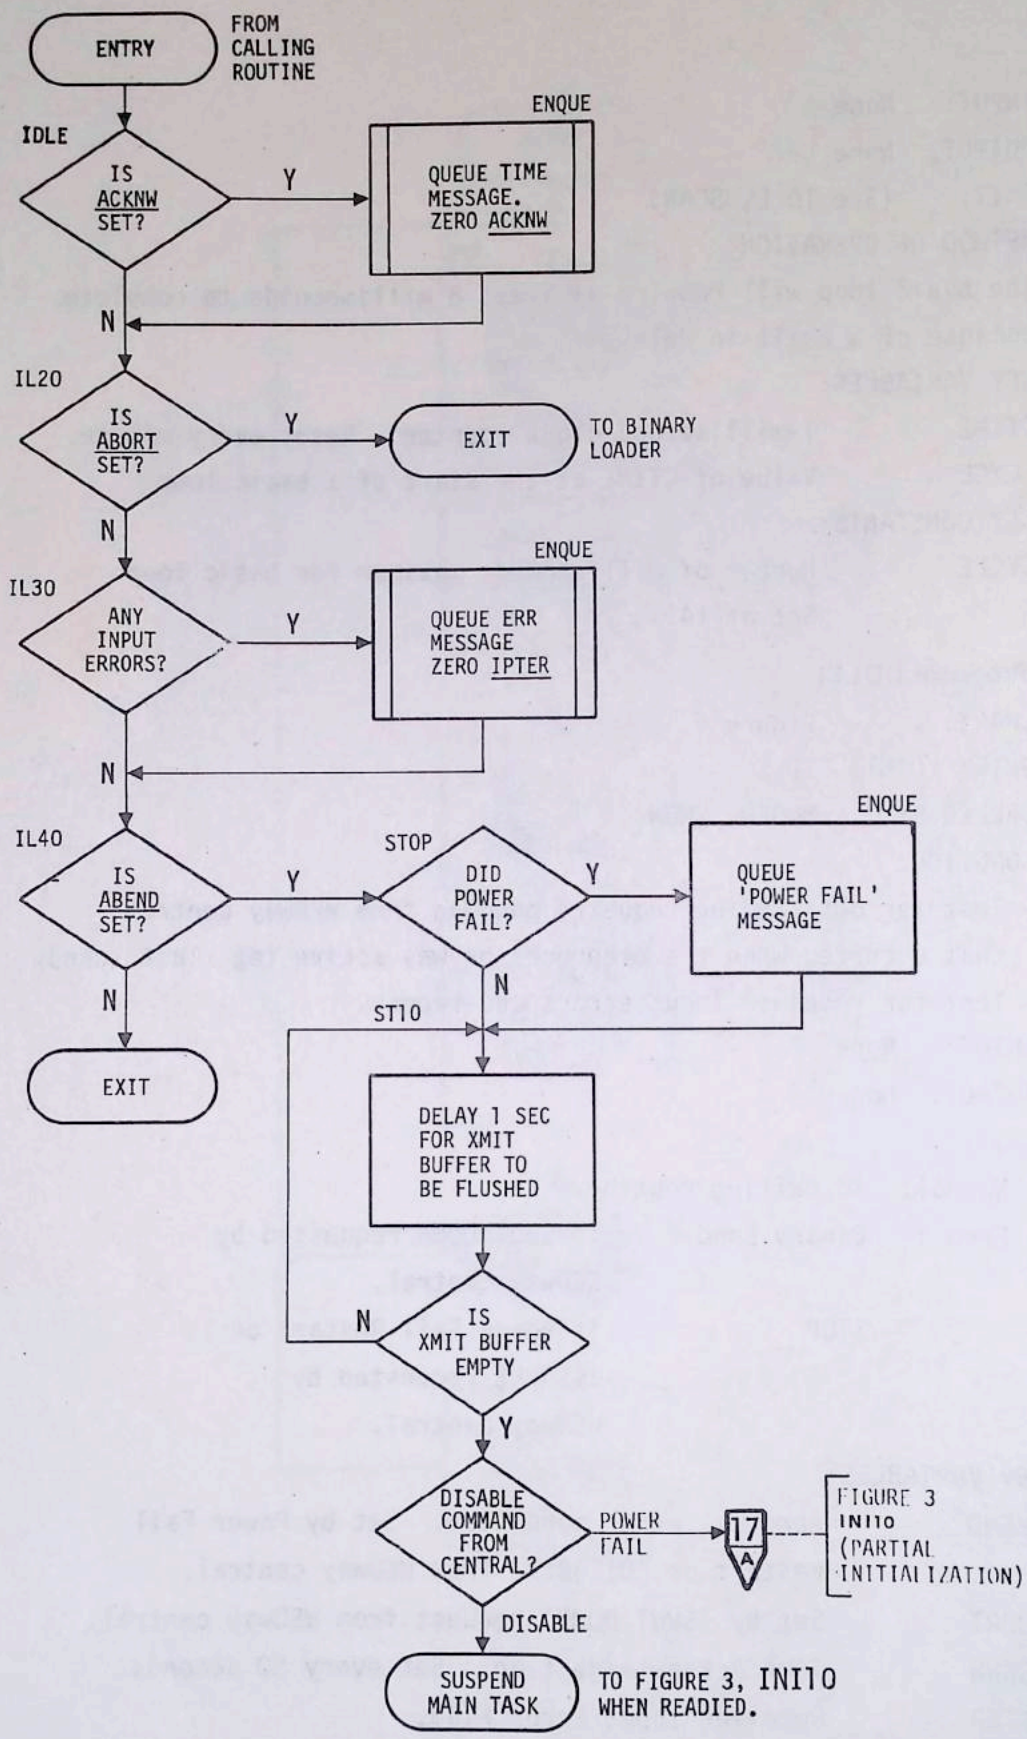 ENTRY
FROM
CALLING
ROUTINE
IDLE
IS
ACKNW
SET?
Y
ENQUE
QUEUE TIME
MESSAGE.
ZERO ACKNW
N
IL20
IS
ABORT
SET?
Y
EXIT
TO BINARY
LOADER
N
IL30
ANY
INPUT
ERRORS?
Y
ENQUE
QUEUE ERR
MESSAGE
ZERO IPTER
N
IL40
IS
ABEND
SET?
Y
STOP
DID
POWER
FAIL?
Y
ENQUE
QUEUE
'POWER FAIL'
MESSAGE
N
EXIT
N
ST10
DELAY 1 SEC
FOR XMIT
BUFFER TO
BE FLUSHED
N
IS
XMIT BUFFER
EMPTY
Y
DISABLE
COMMAND
FROM
CENTRAL?
POWER
FAIL
17
A
FIGURE 3
INI10
(PARTIAL
INITIALIZATION)
DISABLE
SUSPEND
MAIN TASK
TO FIGURE 3, INI10
WHEN READIED.